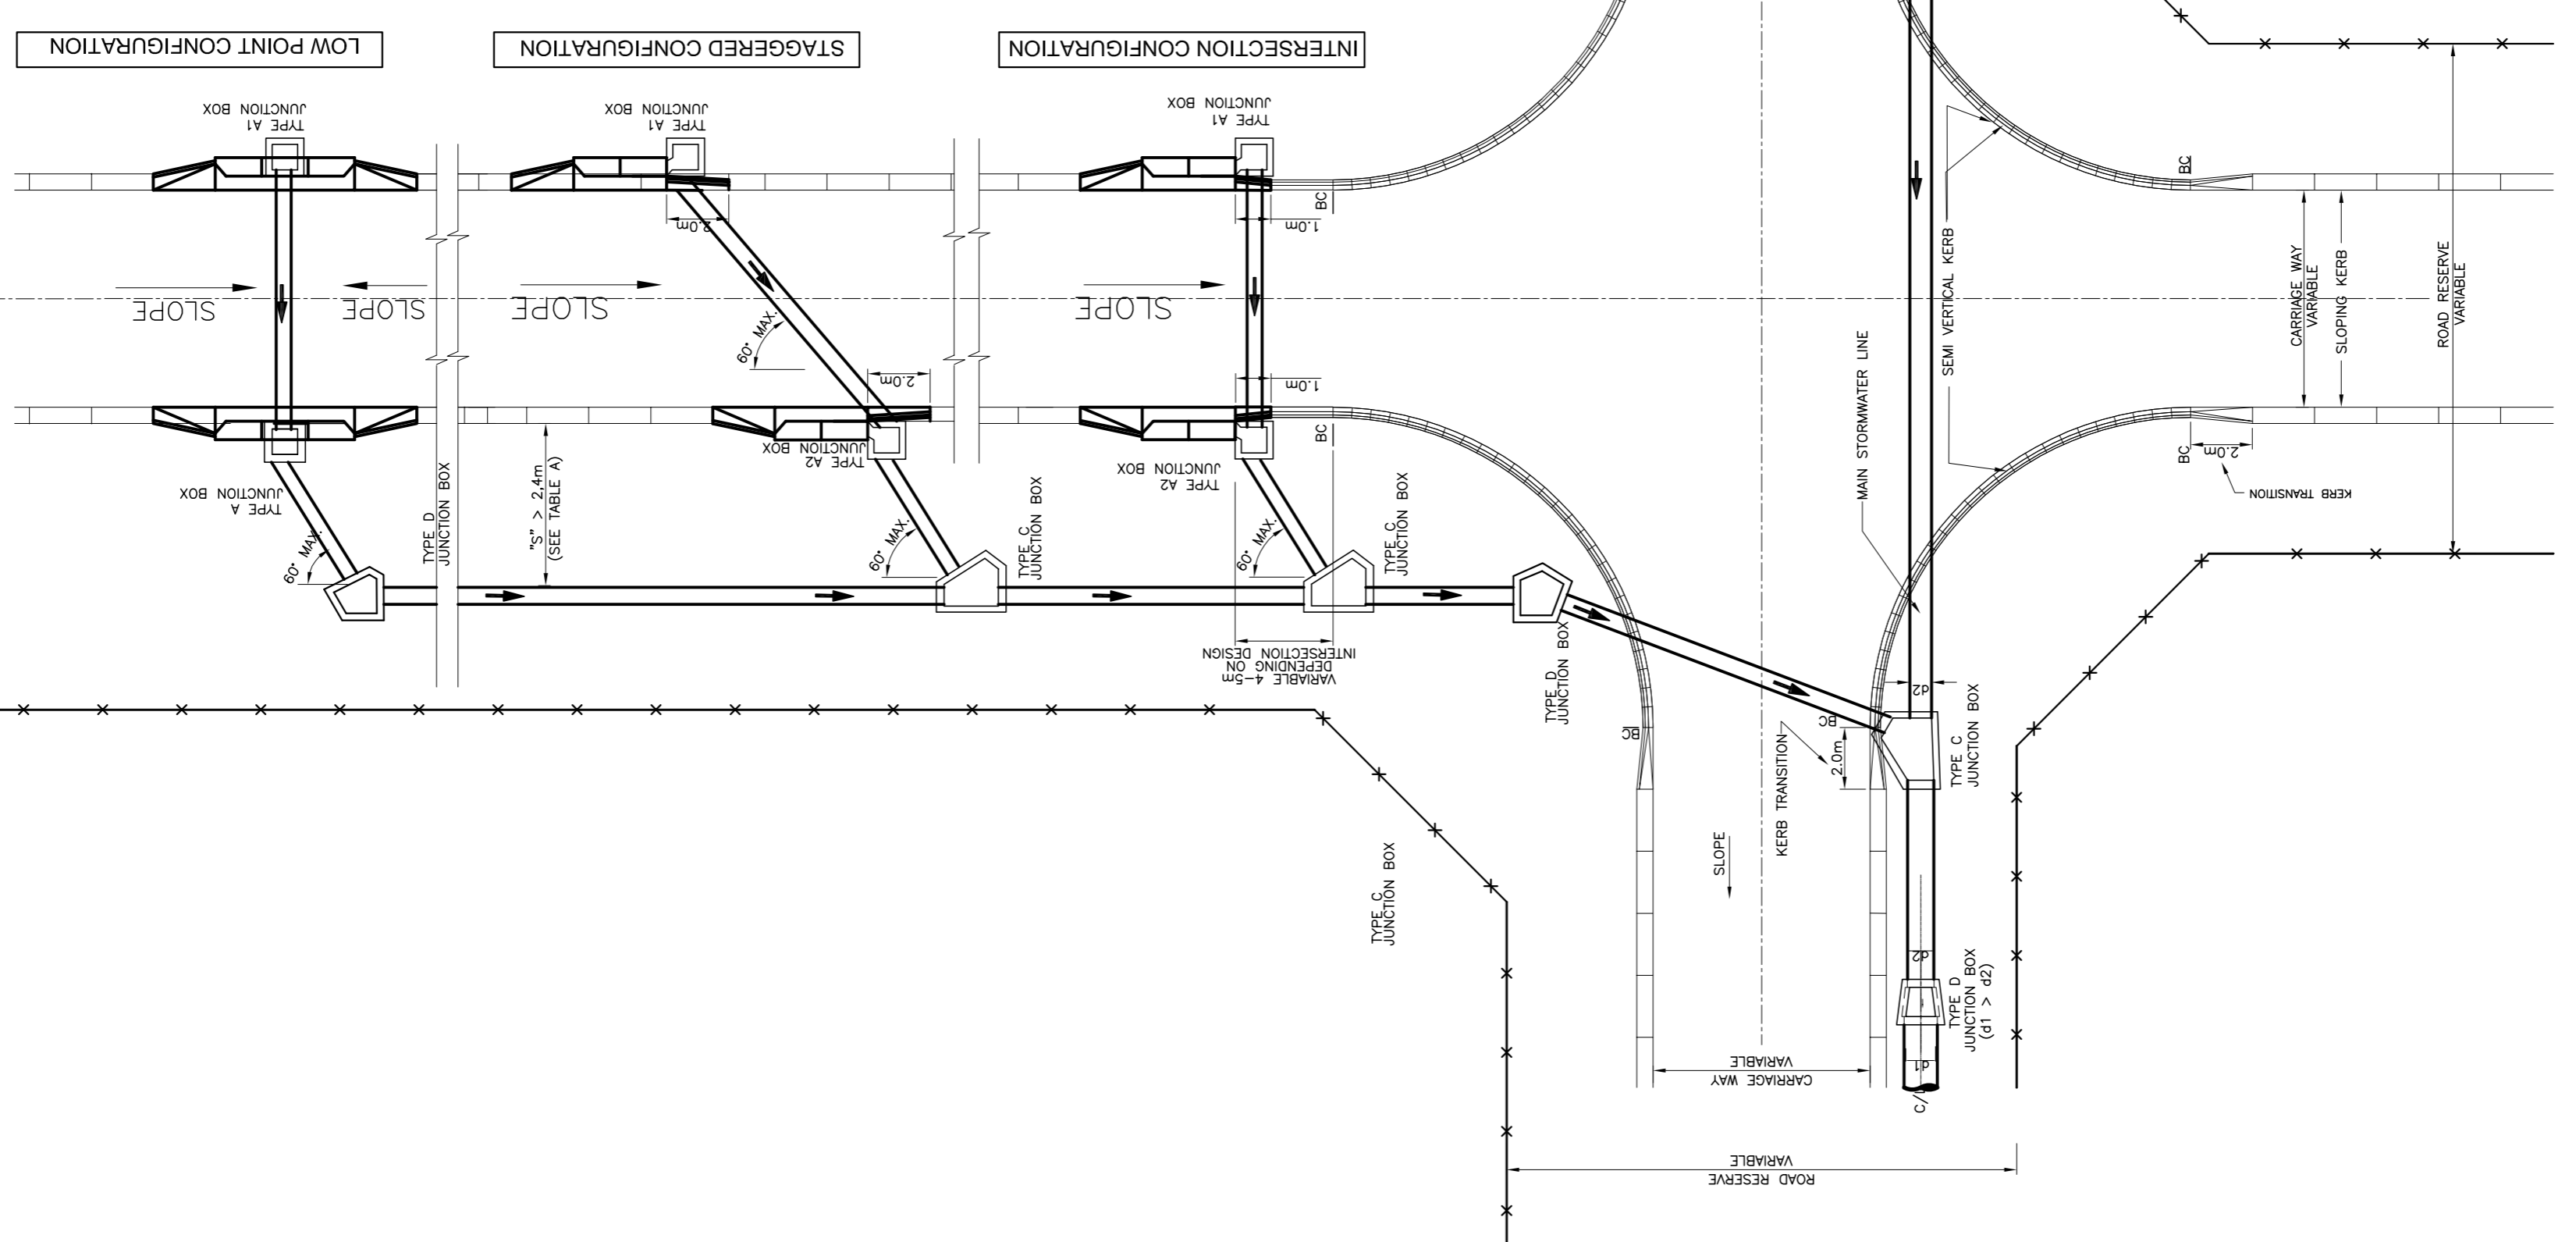 LOW POINT CONFIGURATION
STAGGERED CONFIGURATION
INTERSECTION CONFIGURATION
TYPE A1
JUNCTION BOX
TYPE A1
JUNCTION BOX
TYPE A1
JUNCTION BOX
2.0m
1.0m
BC
BC
SLOPE
SLOPE
SLOPE
SLOPE
60° MAX.
2.0m
1.0m
BC
BC
2.0m
KERB TRANSITION
CARRIAGE WAY
VARIABLE
SLOPING KERB
ROAD RESERVE
VARIABLE
SEMI VERTICAL KERB
MAIN STORMWATER LINE
TYPE A
JUNCTION BOX
TYPE A2
JUNCTION BOX
TYPE A2
JUNCTION BOX
TYPE D
JUNCTION BOX
"S" > 2,4m
(SEE TABLE A)
TYPE C
JUNCTION BOX
TYPE C
JUNCTION BOX
60° MAX.
60° MAX.
60° MAX.
VARIABLE 4-5m
DEPENDING ON
INTERSECTION DESIGN
TYPE D
JUNCTION BOX
BC
BC
2.0m
d2
KERB TRANSITION
TYPE C
JUNCTION BOX
SLOPE
TYPE C
JUNCTION BOX
d2
TYPE D
JUNCTION BOX
(d1 > d2)
d1
CARRIAGE WAY
VARIABLE
ROAD RESERVE
VARIABLE